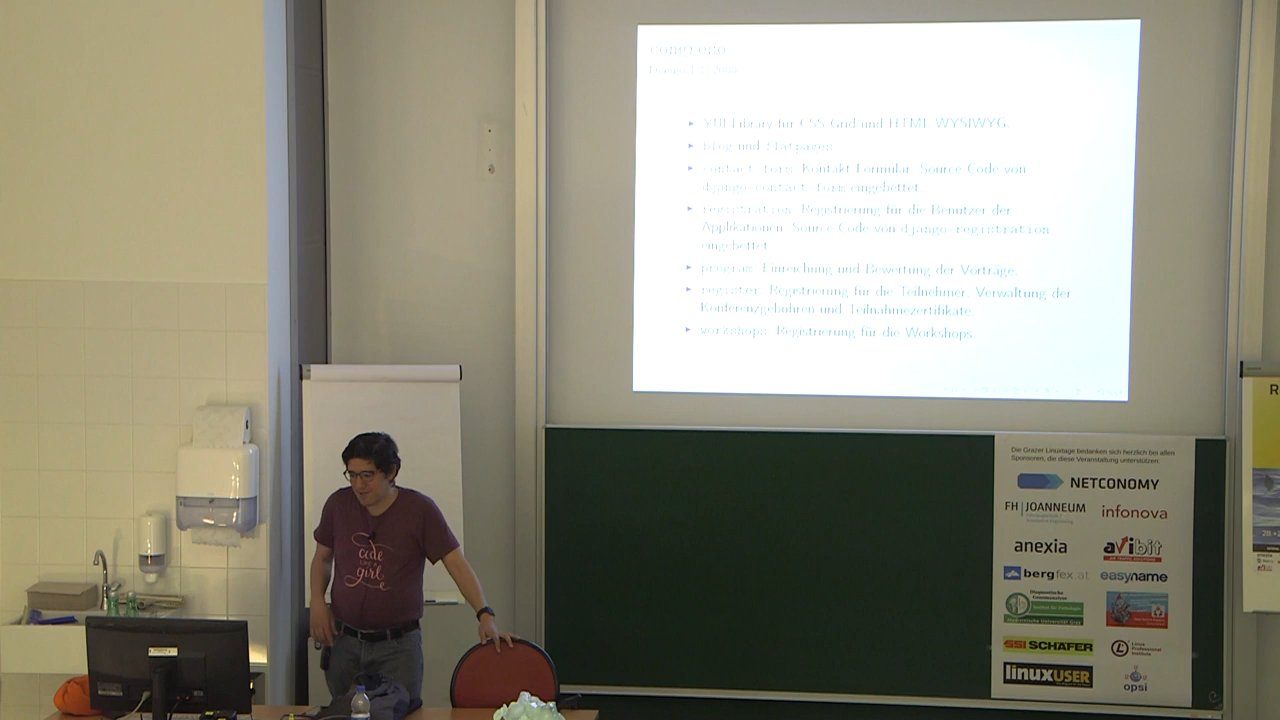 YUI Library für CSS-Grid und HTML WYSIWYG.
blog und flatpages
contact_form: Kontakt Formular. Source Code von
django-contact-form eingebettet
registration: Registrierung für die Benutzer der
Applikationen. Source Code von django-registration
eingebettet
program: Einreichung und Bewertung der Vorträge.
register: Registrierung für die Teilnehmer, Verwaltung der
Konferenzgebühren und Teilnahmezertifikate.
workshops: Registrierung für die Workshops.
Die Grazer Linuxtage bedanken sich herzlich bei allen
Sponsoren, die diese Veranstaltung unterstützen:
NETCONOMY
FH JOANNEUM
infonova
anexia
avibit
bergfex.at
easyname
SSI SCHÄFER
Linux
Professional
Institute
linuxUSER
opsi
code
girl
R